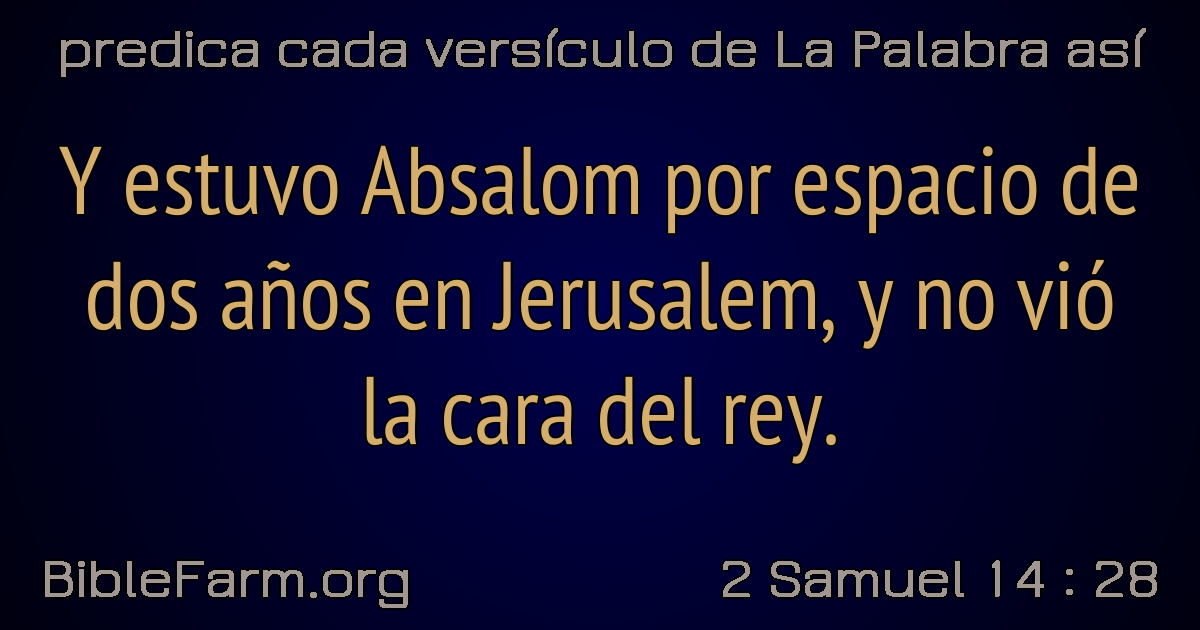 predica cada versículo de La Palabra así
Y estuvo Absalom por espacio de
dos años en Jerusalem, y no vió
la cara del rey.
BibleFarm.org
2 Samuel 14 : 28